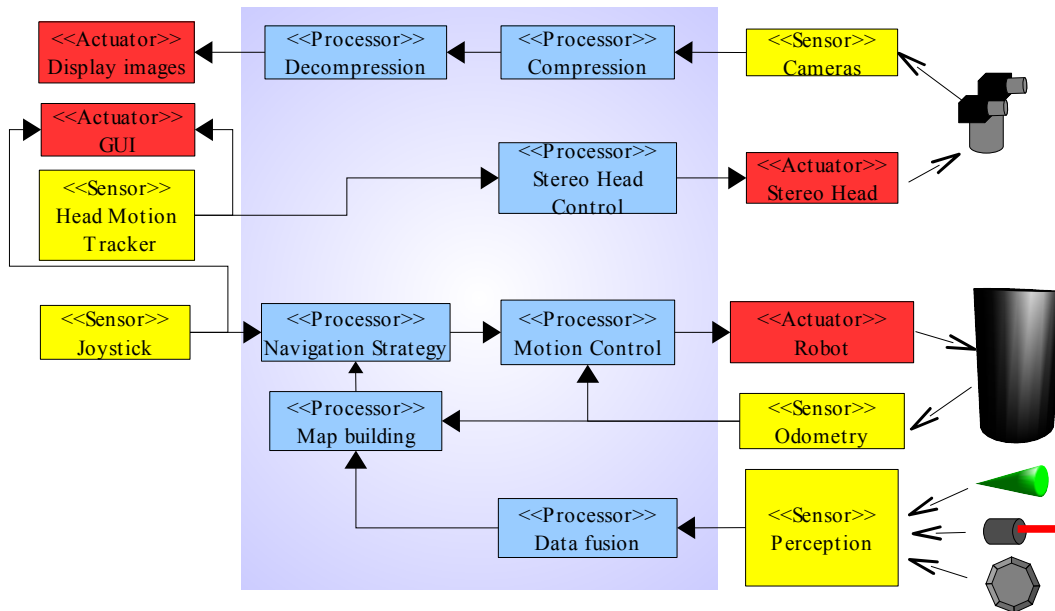 <<Actuator>>
Display images
<<Processor>>
Decompression
<<Processor>>
Compression
<<Sensor>>
Cameras
<<Actuator>>
GUI
<<Sensor>>
Head Motion
Tracker
<<Processor>>
Stereo Head
Control
<<Actuator>>
Stereo Head
<<Sensor>>
Joystick
<<Processor>>
Navigation Strategy
<<Processor>>
Motion Control
<<Actuator>>
Robot
<<Processor>>
Map building
<<Sensor>>
Odometry
<<Processor>>
Data fusion
<<Sensor>>
Perception